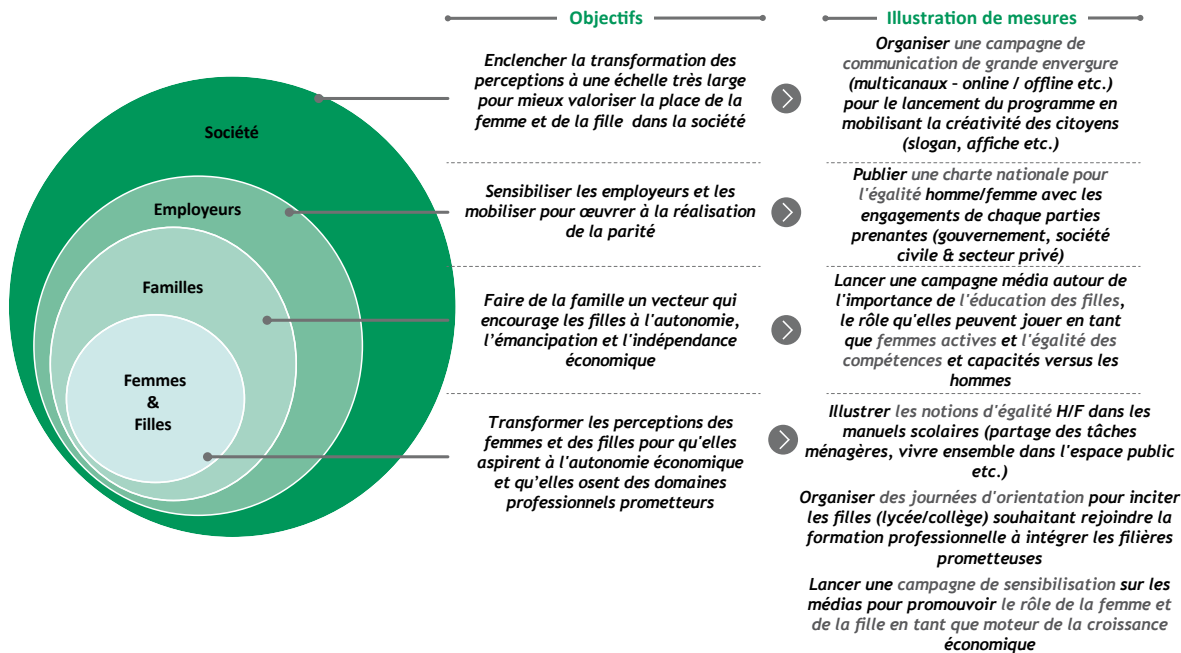 Objectifs
Illustration de mesures
Société
Enclencher la transformation des
perceptions à une échelle très large
pour mieux valoriser la place de la
femme et de la fille dans la société
Organiser une campagne de
communication de grande envergure
(multicanaux – online / offline etc.)
pour le lancement du programme en
mobilisant la créativité des citoyens
(slogan, affiche etc.)
Employeurs
Sensibiliser les employeurs et les
mobiliser pour œuvrer à la réalisation
de la parité
Publier une charte nationale pour
l'égalité homme/femme avec les
engagements de chaque parties
prenantes (gouvernement, société
civile & secteur privé)
Familles
Faire de la famille un vecteur qui
encourage les filles à l'autonomie,
l’émancipation et l'indépendance
économique
Lancer une campagne média autour de
l'importance de l'éducation des filles,
le rôle qu'elles peuvent jouer en tant
que femmes actives et l'égalité des
compétences et capacités versus les
hommes
Femmes
&
Filles
Transformer les perceptions des
femmes et des filles pour qu'elles
aspirent à l'autonomie économique
et qu’elles osent des domaines
professionnels prometteurs
Illustrer les notions d'égalité H/F dans les
manuels scolaires (partage des tâches
ménagères, vivre ensemble dans l'espace public
etc.)
Organiser des journées d'orientation pour inciter
les filles (lycée/collège) souhaitant rejoindre la
formation professionnelle à intégrer les filières
prometteuses
Lancer une campagne de sensibilisation sur les
médias pour promouvoir le rôle de la femme et
de la fille en tant que moteur de la croissance
économique